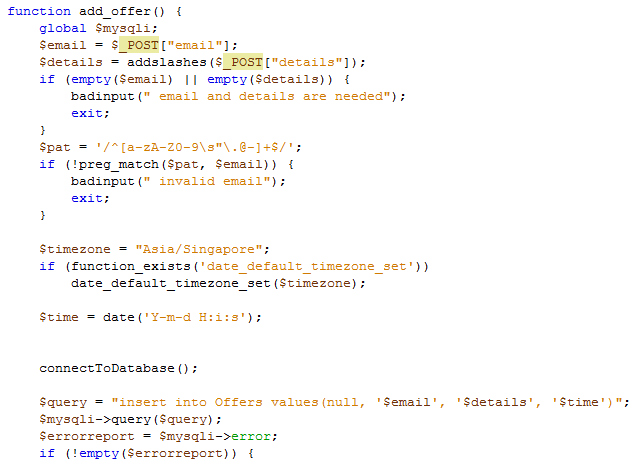 function add_offer() {
    global $mysqli;
    $email = $_POST["email"];
    $details = addslashes($_POST["details"]);
    if (empty($email) || empty($details)) {
        badinput(" email and details are needed");
        exit;
    }
    $pat = '/^[a-zA-Z0-9\s"\.@-]+$/';
    if (!preg_match($pat, $email)) {
        badinput(" invalid email");
        exit;
    }
    $timezone = "Asia/Singapore";
    if (function_exists('date_default_timezone_set'))
        date_default_timezone_set($timezone);
    $time = date('Y-m-d H:i:s');
    connectToDatabase();
    $query = "insert into Offers values(null, '$email', '$details', '$time')";
    $mysqli->query($query);
    $errorreport = $mysqli->error;
    if (!empty($errorreport)) {